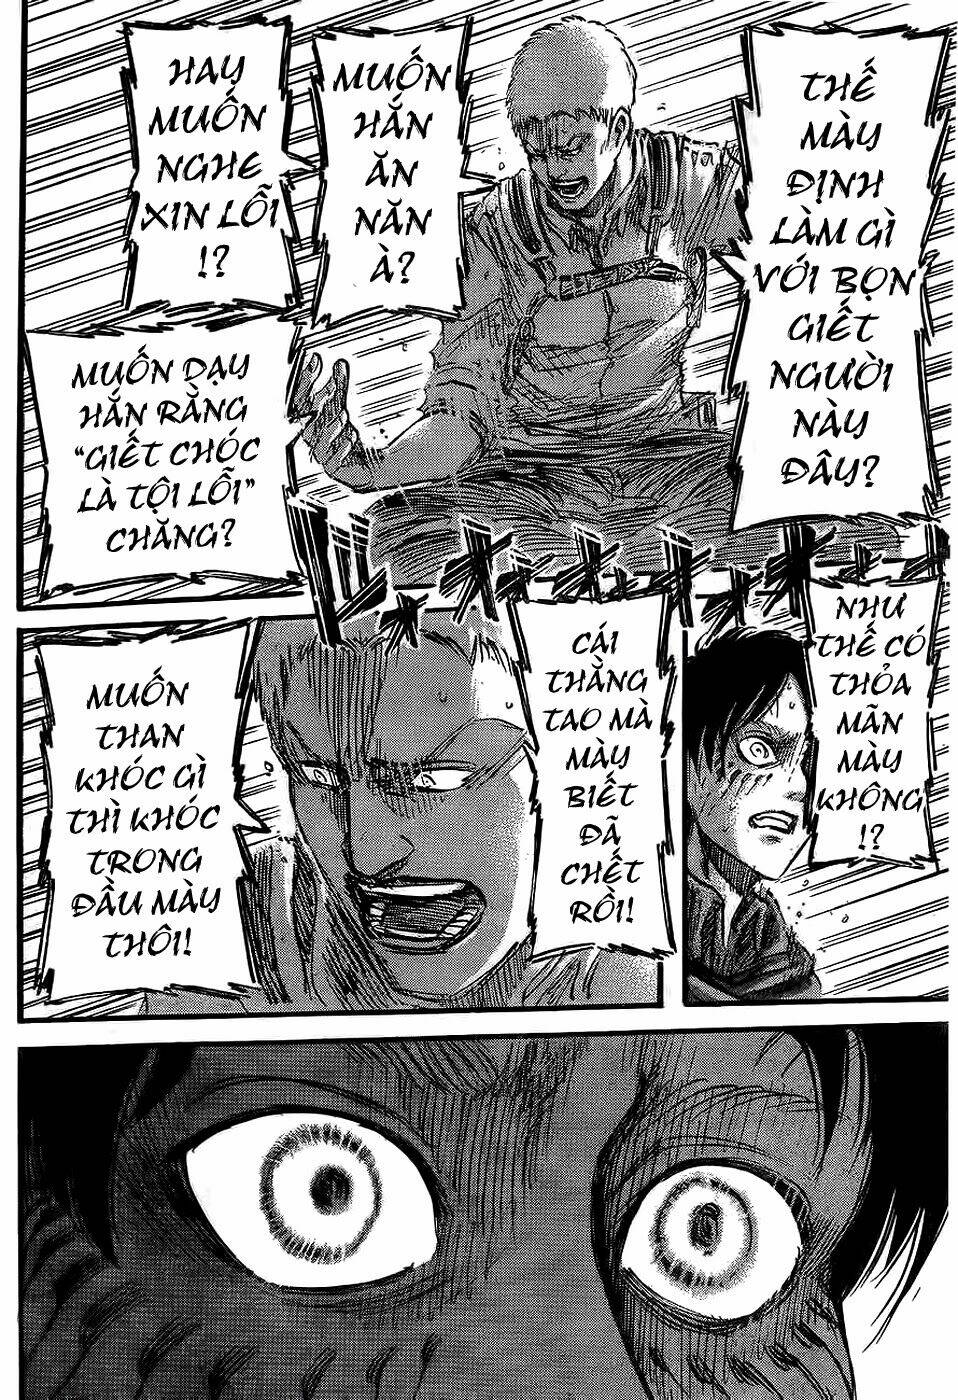 THẾ
MÀY
ĐỊNH
LÀM GÌ
VỚI BỌN
GIẾT
NGƯỜI
NÀY
ĐÂY?
MUỐN
HẮN
ĂN
NĂN
À?
HAY
MUỐN
NGHE
XIN LỖI
!?
MUỐN DẠY
HẮN RẰNG
"GIẾT CHÓC
LÀ TỘI LỖI"
CHĂNG?
NHƯ
THẾ CÓ
THỎA
MÃN
MÀY
KHÔNG
!?
CÁI
THẰNG
TAO MÀ
MÀY
BIẾT
ĐÃ
CHẾT
RỒI!
MUỐN
THAN
KHÓC GÌ
THÌ KHÓC
TRONG
ĐẦU MÀY
THÔI!